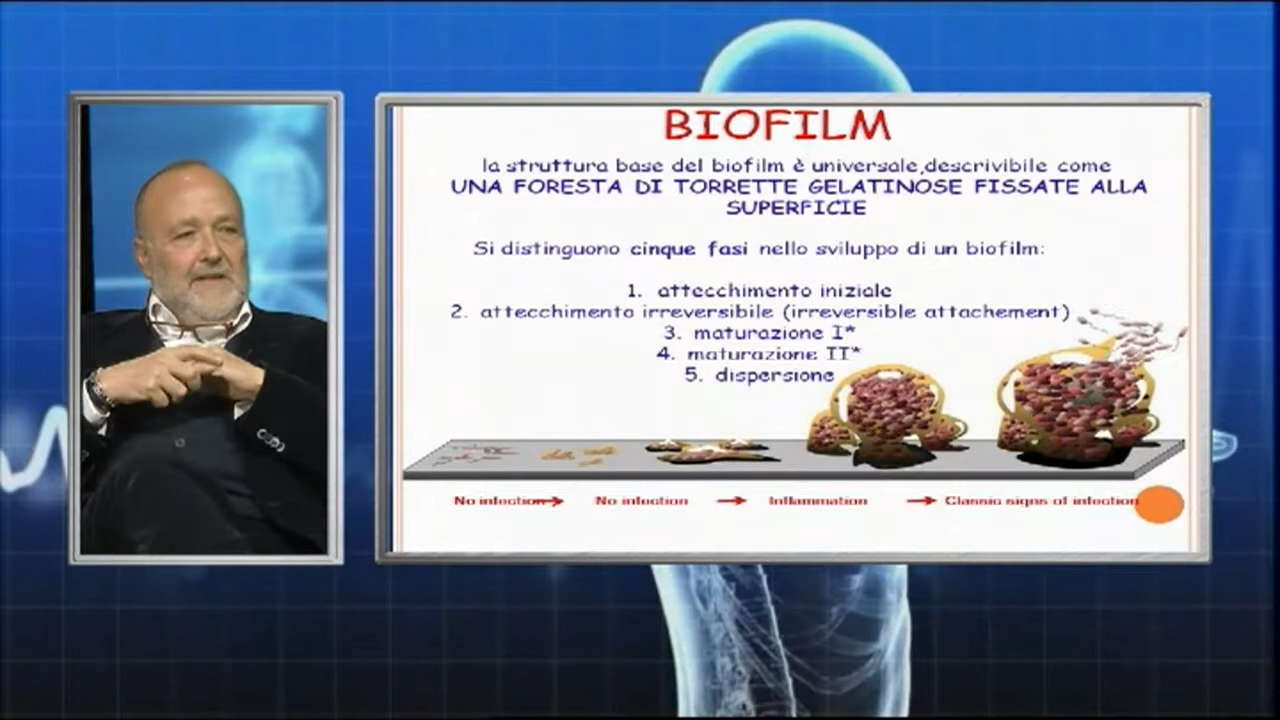 BIOFILM
la struttura base del biofilm è universale,descrivibile come
UNA FORESTA DI TORRETTE GELATINOSE FISSATE ALLA
SUPERFICIE
Si distinguono cinque fasi nello sviluppo di un biofilm:
1. attecchimento iniziale
2. attecchimento irreversibile (irreversible attachement)
3. maturazione I*
4. maturazione II*
5. dispersione
No infection → No infection → Inflammation → Classic signs of infection